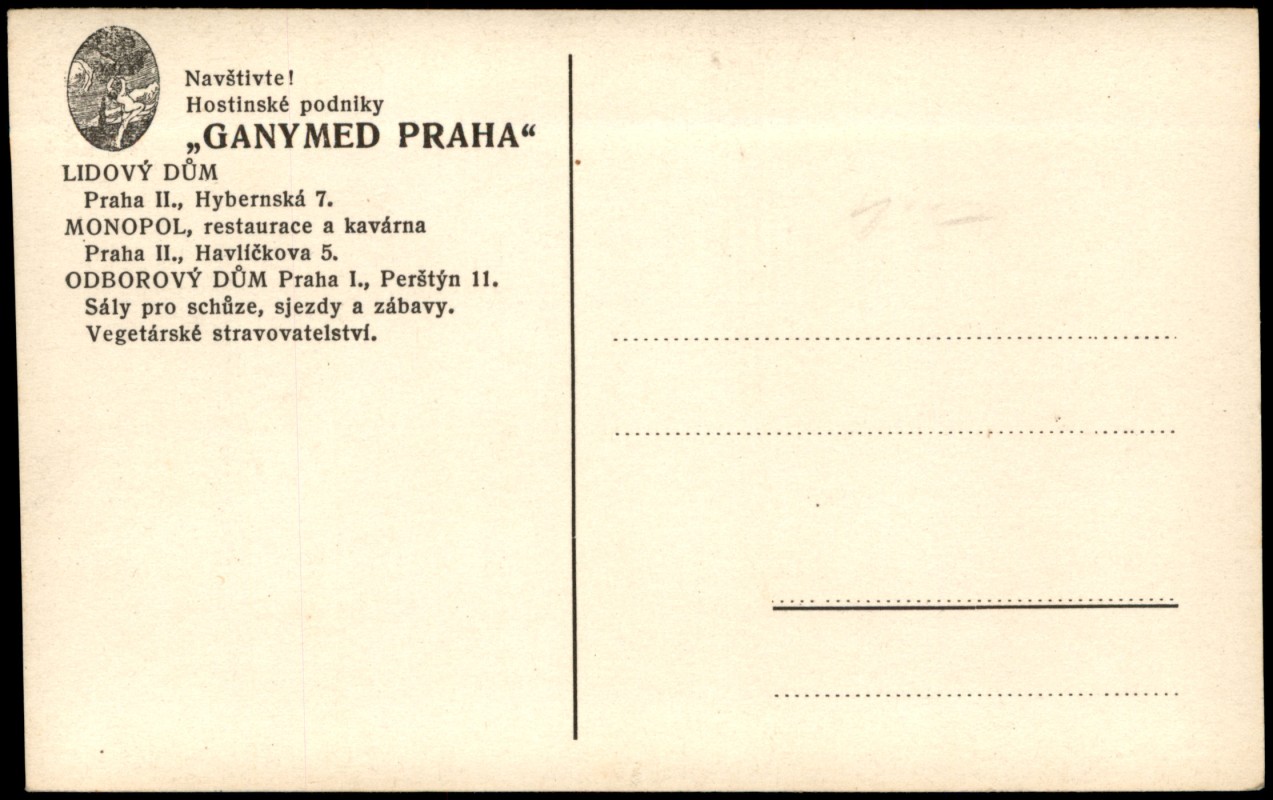 Navštivte!
Hostinské podniky
„GANYMED PRAHA“
LIDOVÝ DŮM
Praha II., Hybernská 7.
MONOPOL, restaurace a kavárna
Praha II., Havlíčkova 5.
ODBOROVÝ DŮM Praha I., Perštýn 11.
Sály pro schůze, sjezdy a zábavy.
Vegetárské stravovatelství.